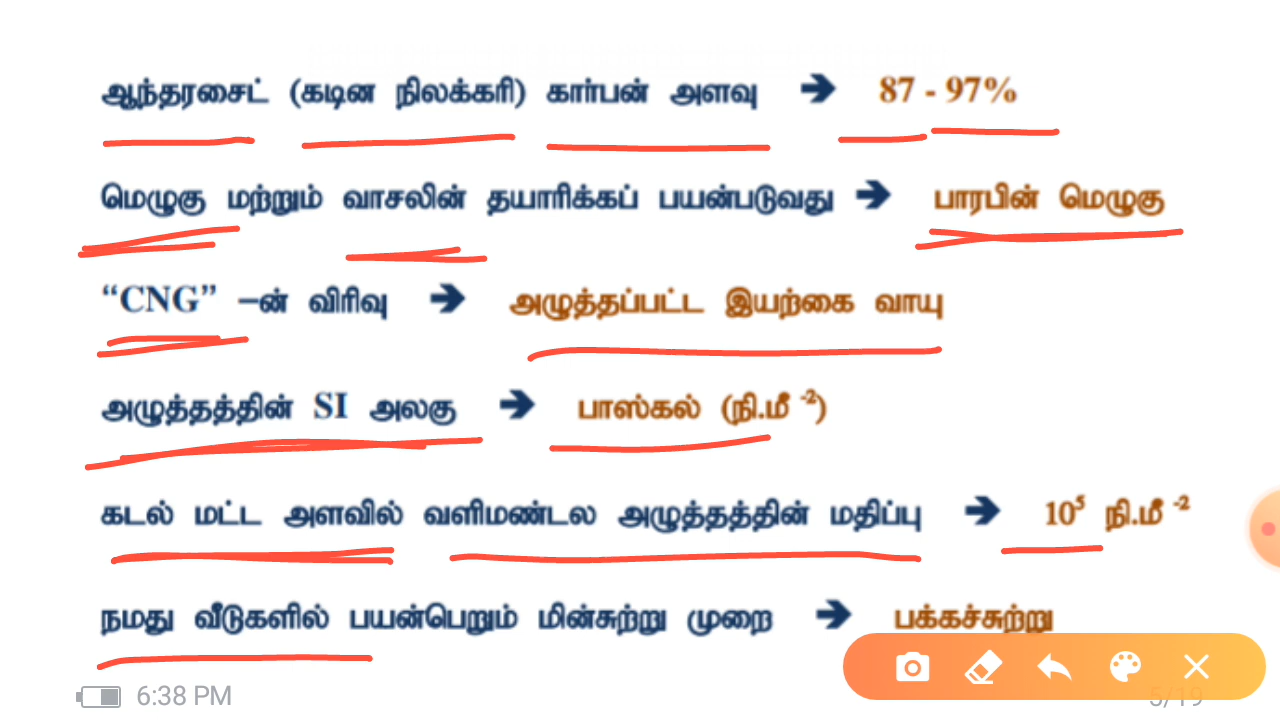 ஆந்தரசைட் (கடின நிலக்கரி) கார்பன் அளவு ➔ 87 - 97%
மெழுகு மற்றும் வாசலின் தயாரிக்கப் பயன்படுவது ➔ பாரபின் மெழுகு
“CNG” –ன் விரிவு ➔ அழுத்தப்பட்ட இயற்கை வாயு
அழுத்தத்தின் SI அலகு ➔ பாஸ்கல் (நி.மீ ⁻²)
கடல் மட்ட அளவில் வளிமண்டல அழுத்தத்தின் மதிப்பு ➔ 10⁵ நி.மீ ⁻²
நமது வீடுகளில் பயன்பெறும் மின்சுற்று முறை ➔ பக்கச்சுற்று
6:38 PM 5/19